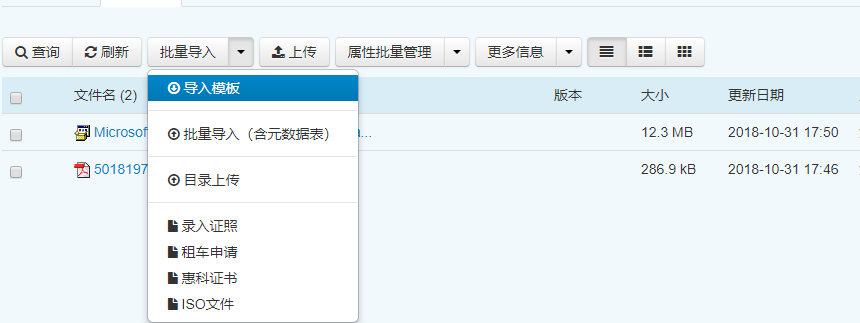 查询 刷新 批量导入 上传 属性批量管理 更多信息
导入模板
批量导入（含元数据表）
目录上传
录入证照
租车申请
惠科证书
ISO文件
文件名 (2) 版本 大小 更新日期
Microsof a... 12.3 MB 2018-10-31 17:50
5018197 286.9 kB 2018-10-31 17:46